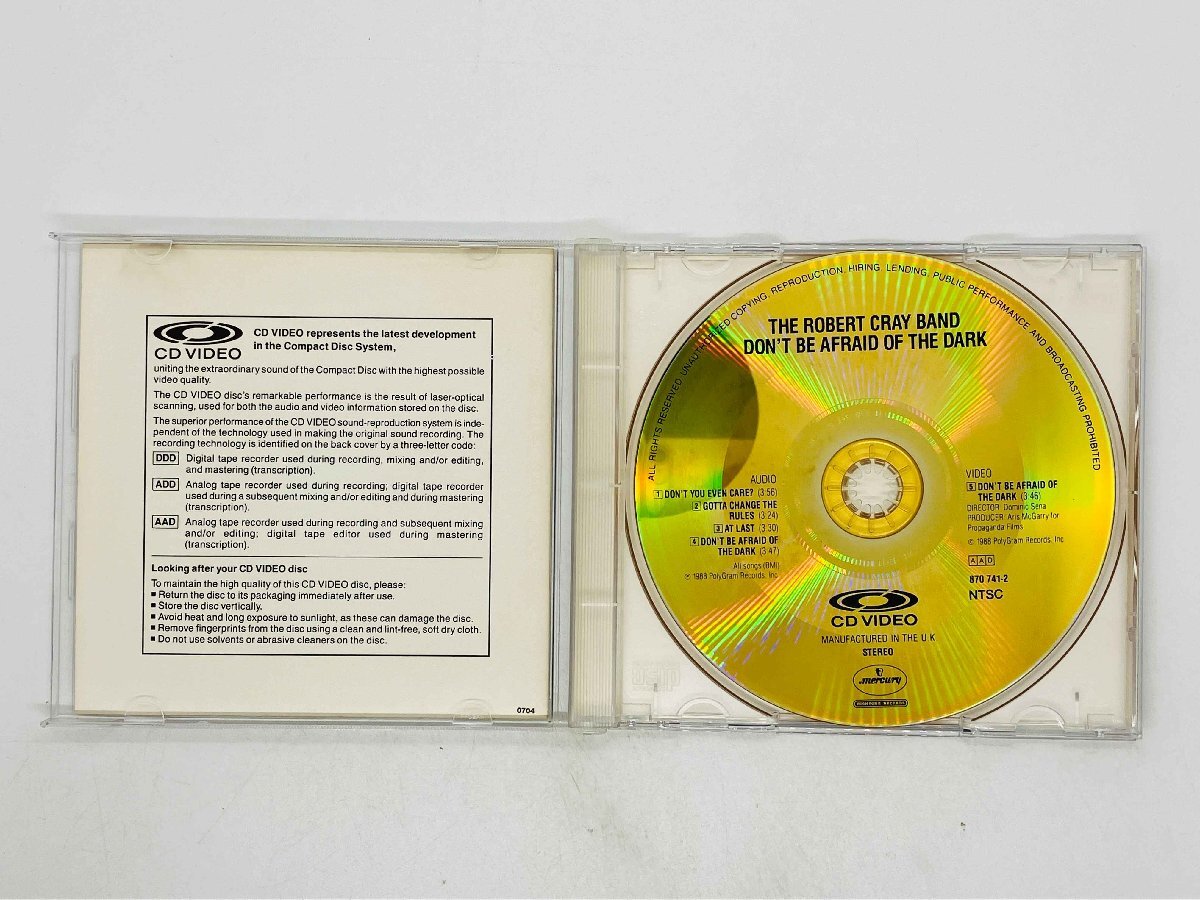 CD VIDEO
CD VIDEO represents the latest development
in the Compact Disc System,
uniting the extraordinary sound of the Compact Disc with the highest possible
video quality.
The CD VIDEO disc's remarkable performance is the result of laser-optical
scanning, used for both the audio and video information stored on the disc.
The superior performance of the CD VIDEO sound-reproduction system is inde-
pendent of the technology used in making the original sound recording. The
recording technology is identified on the back cover by a three-letter code:
DDD Digital tape recorder used during recording, mixing and/or editing,
and mastering (transcription).
ADD Analog tape recorder used during recording; digital tape recorder
used during a subsequent mixing and/or editing and during mastering
(transcription).
AAD Analog tape recorder used during recording and subsequent mixing
and/or editing; digital tape editor used during mastering
(transcription).
Looking after your CD VIDEO disc
To maintain the high quality of this CD VIDEO disc, please:
■ Return the disc to its packaging immediately after use.
■ Store the disc vertically.
■ Avoid heat and long exposure to sunlight, as these can damage the disc.
■ Remove fingerprints from the disc using a clean and lint-free, soft dry cloth.
■ Do not use solvents or abrasive cleaners on the disc.
0704
ALL RIGHTS RESERVED. UNAUTHORISED COPYING, REPRODUCTION, HIRING, LENDING, PUBLIC PERFORMANCE AND BROADCASTING PROHIBITED
THE ROBERT CRAY BAND
DON'T BE AFRAID OF THE DARK
AUDIO
1 DON'T YOU EVEN CARE? (3:56)
2 GOTTA CHANGE THE
RULES (3:24)
3 AT LAST (3:30)
4 DON'T BE AFRAID OF
THE DARK (3:47)
All songs (BMI)
℗ 1988 PolyGram Records, Inc
VIDEO
5 DON'T BE AFRAID OF
THE DARK (3:46)
DIRECTOR: Dominic Sena
PRODUCER: Aris McGarry for
Propaganda Films
© 1988 PolyGram Records, Inc
AAD
870 741-2
NTSC
CD VIDEO
MANUFACTURED IN THE U.K
STEREO
mercury
HIGHTONE RECORDS